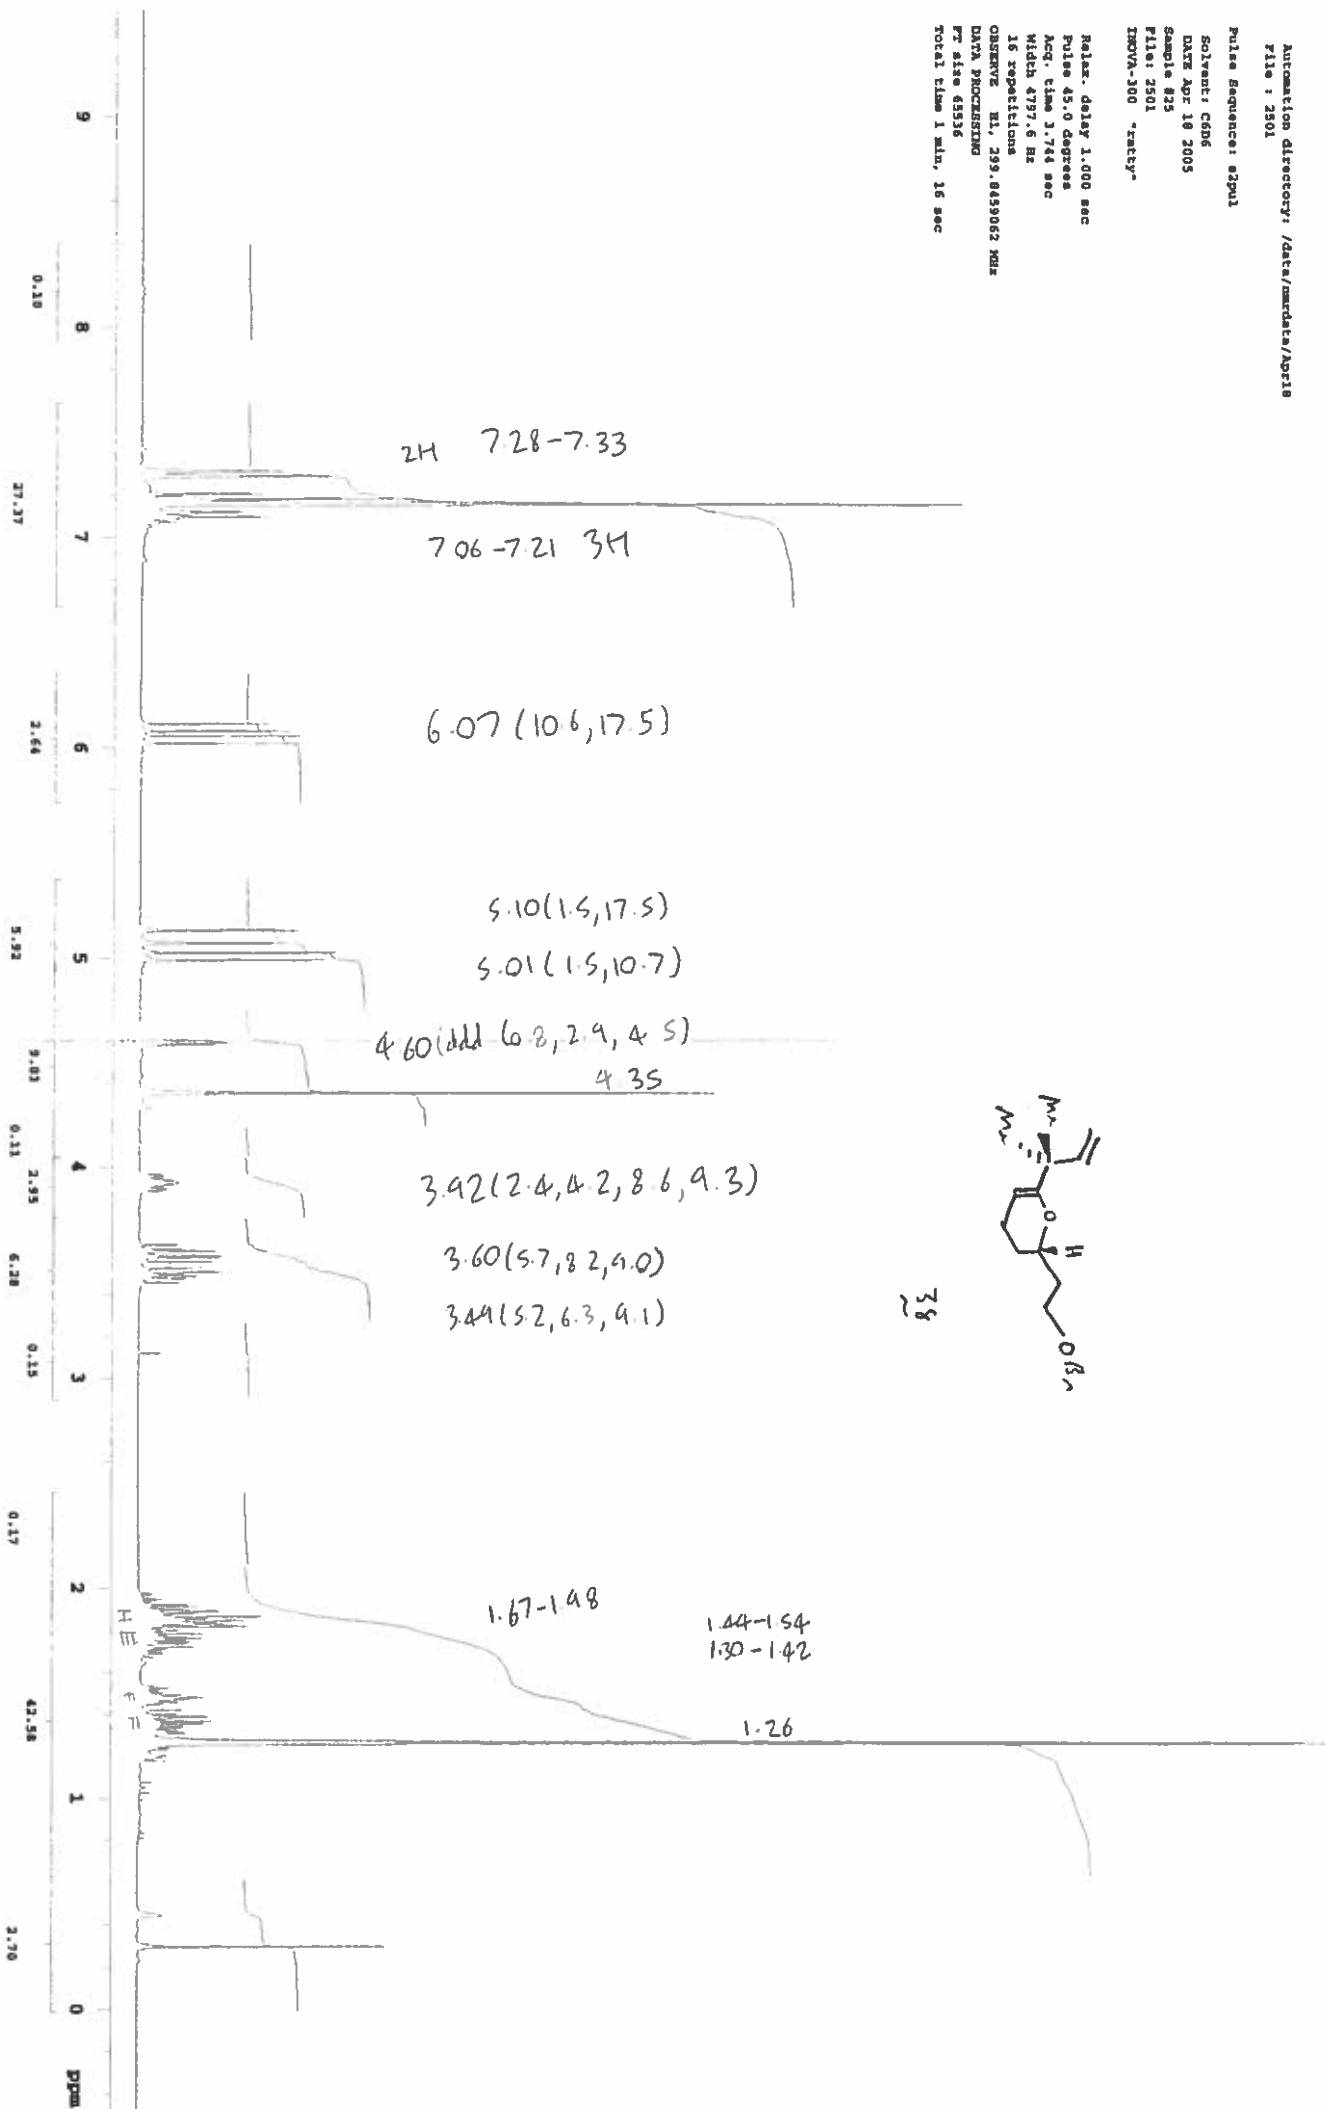 Automation directory: /data/nmrdata/Apr18
File : 2501
Pulse Sequence: s2pul
Solvent: C6D6
DATE Apr 18 2005
Sample #25
File: 2501
INOVA-300 "ratty"
Relax. delay 1.000 sec
Pulse 45.0 degrees
Acq. time 3.744 sec
Width 4797.6 Hz
16 repetitions
OBSERVE H1, 299.8459062 MHz
DATA PROCESSING
FT size 65536
Total time 1 min, 16 sec
Me
Me
O
H
OBn
38
2H 7.28-7.33
7.06-7.21 3H
6.07 (10.6, 17.5)
5.10 (1.5, 17.5)
5.01 (1.5, 10.7)
4.60 (ddd 6.8, 2.9, 4.5)
4.35
3.92 (2.4, 4.2, 8.6, 9.3)
3.60 (5.7, 8.2, 9.0)
3.49 (5.2, 6.3, 9.1)
1.67-1.98
1.44-1.54
1.30-1.42
1.26
9 8 7 6 5 4 3 2 1 0 ppm
0.10 27.37 2.64 5.92 9.03 0.11 2.95 6.28 0.15 0.17 42.58 2.70